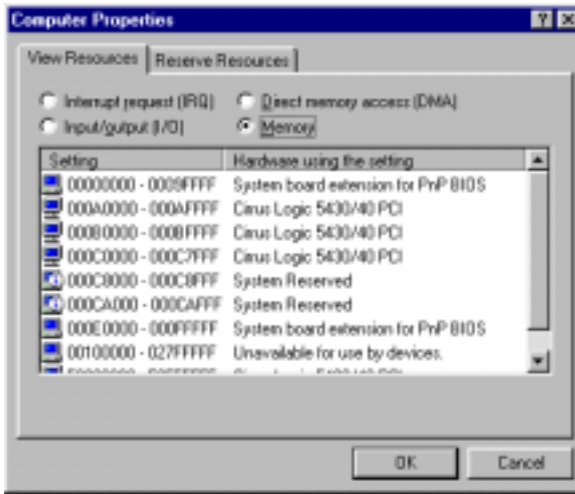 Computer Properties
View Resources Reserve Resources
Interrupt request (IRQ) Direct memory access (DMA)
Input/output (I/O) Memory
Setting Hardware using the setting
00000000 - 0009FFFF System board extension for PnP BIOS
000A0000 - 000AFFFF Cirrus Logic 5430/40 PCI
000B0000 - 000BFFFF Cirrus Logic 5430/40 PCI
000C0000 - 000C7FFF Cirrus Logic 5430/40 PCI
000C8000 - 000C8FFF System Reserved
000CA000 - 000CAFFF System Reserved
000E0000 - 000FFFFF System board extension for PnP BIOS
00100000 - 027FFFFF Unavailable for use by devices.
OK Cancel